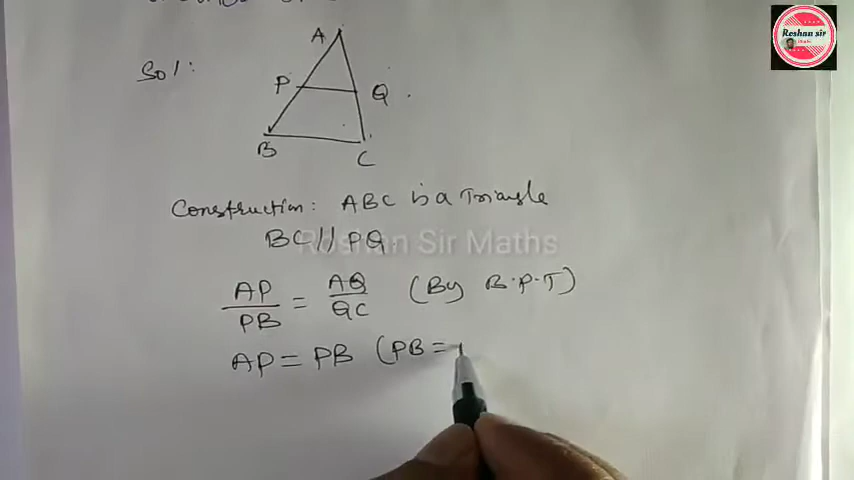 Reshan sir
A
Sol:
P
Q
B
C
Construction: ABC is a Triangle
BC // PQ.
Reshan Sir Maths
AP/PB = AQ/QC (By B.P.T)
AP = PB (PB =